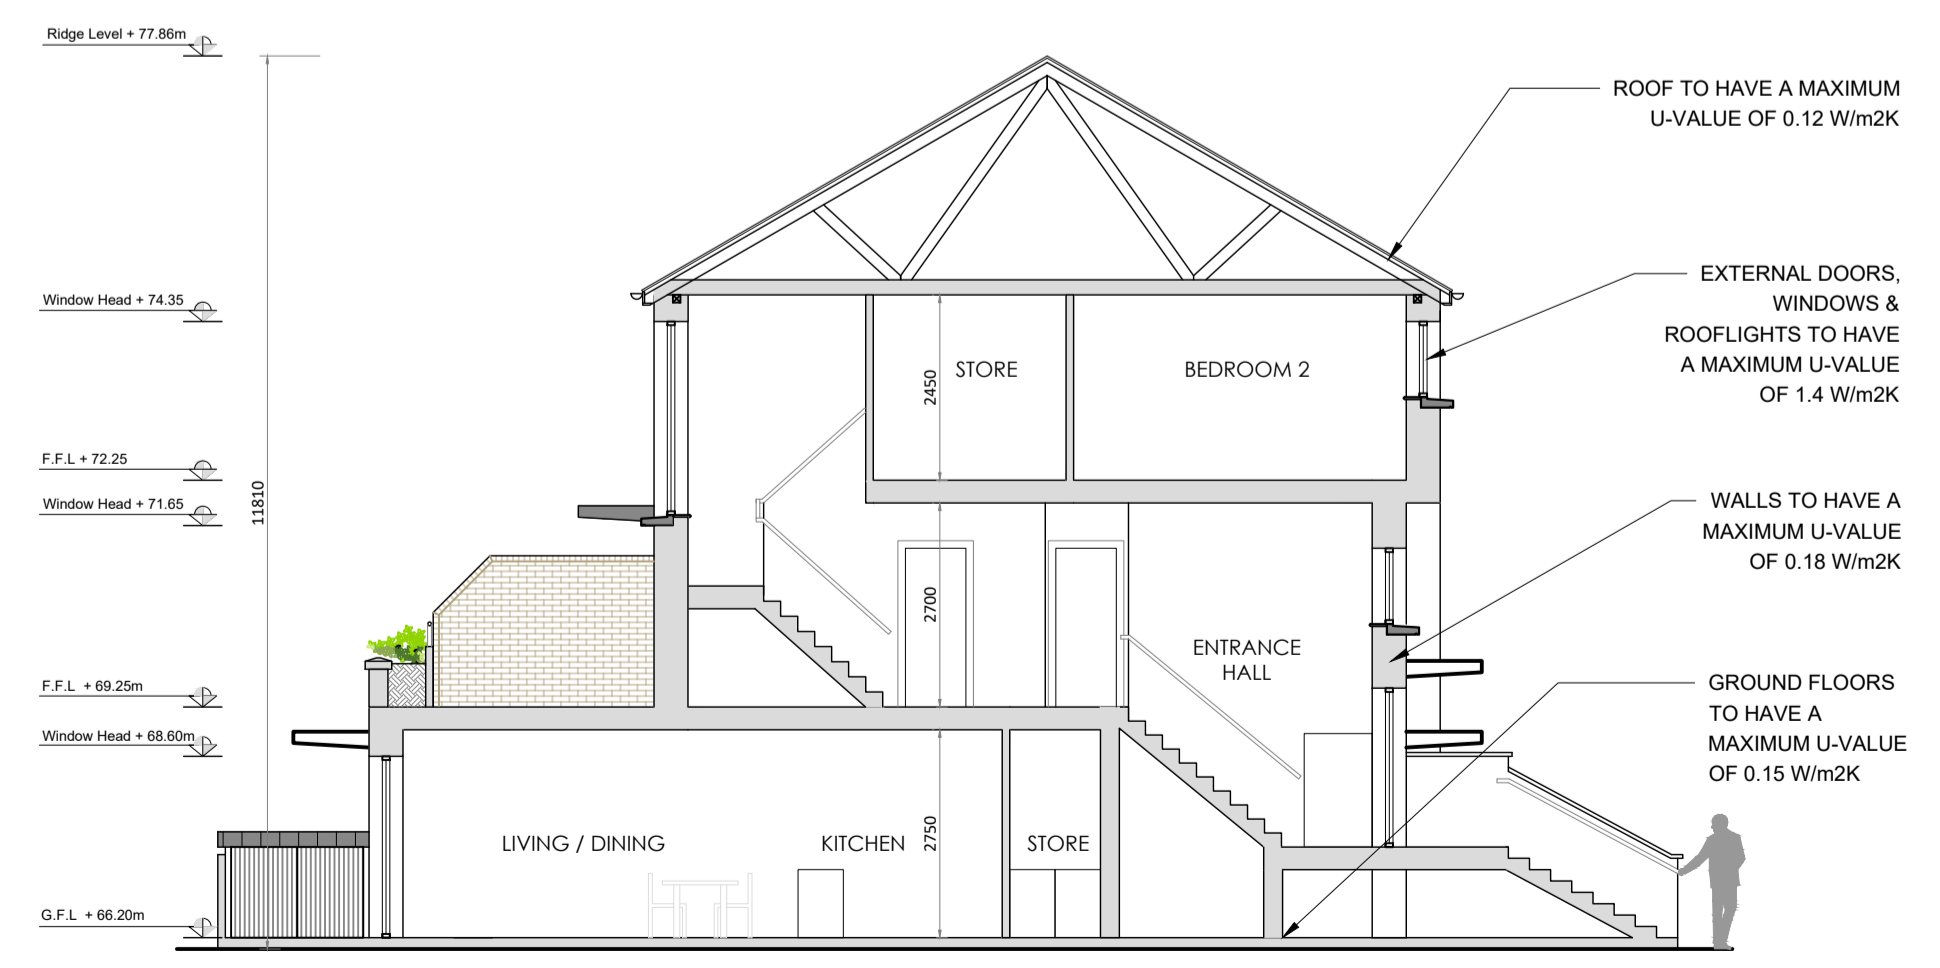 Ridge Level + 77.86m
Window Head + 74.35
F.F.L + 72.25
Window Head + 71.65
F.F.L + 69.25m
Window Head + 68.60m
G.F.L + 66.20m
11810
STORE
BEDROOM 2
2450
2700
ENTRANCE
HALL
LIVING / DINING
KITCHEN
2750
STORE
ROOF TO HAVE A MAXIMUM
U-VALUE OF 0.12 W/m2K
EXTERNAL DOORS,
WINDOWS &
ROOFLIGHTS TO HAVE
A MAXIMUM U-VALUE
OF 1.4 W/m2K
WALLS TO HAVE A
MAXIMUM U-VALUE
OF 0.18 W/m2K
GROUND FLOORS
TO HAVE A
MAXIMUM U-VALUE
OF 0.15 W/m2K